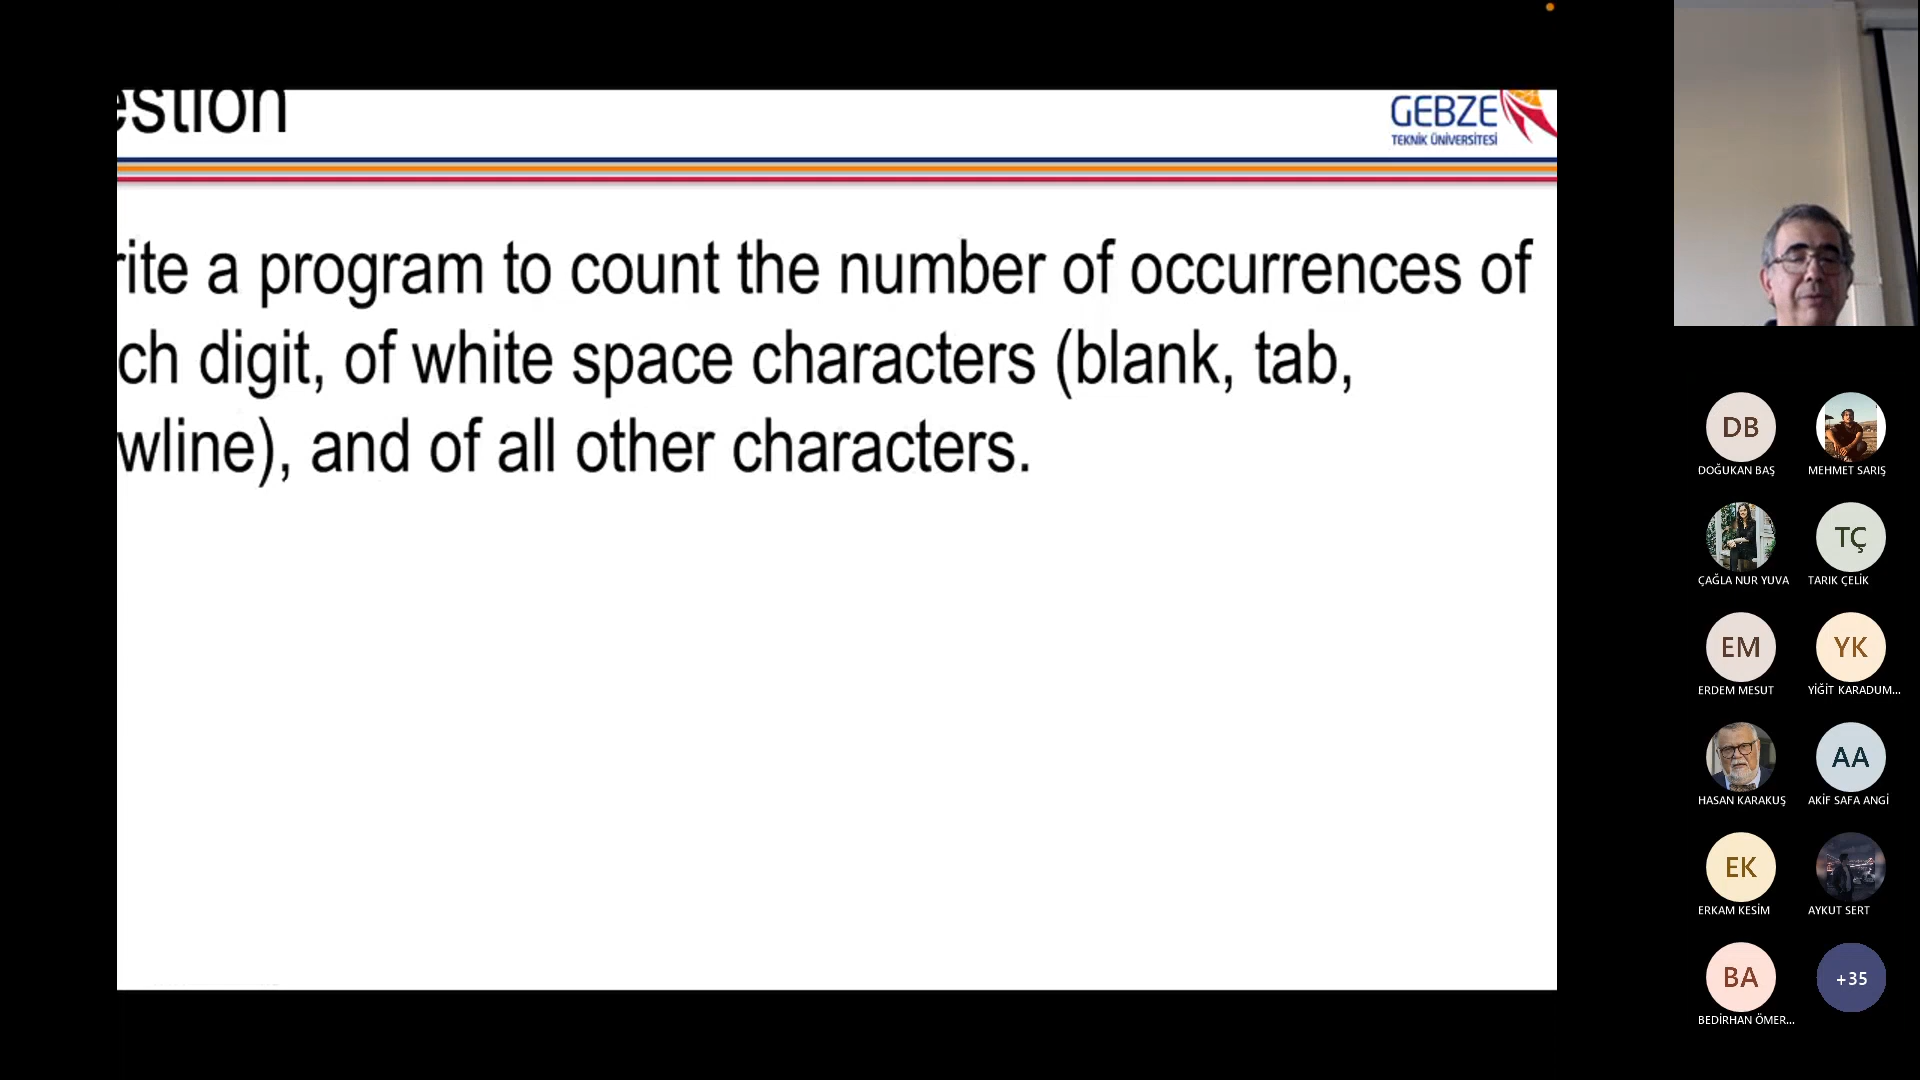 estion
GEBZE
TEKNİK ÜNİVERSİTESİ
rite a program to count the number of occurrences of
ch digit, of white space characters (blank, tab,
wline), and of all other characters.
DB
DOĞUKAN BAŞ
MEHMET SARIŞ
ÇAĞLA NUR YUVA
TÇ
TARIK ÇELİK
EM
ERDEM MESUT
YK
YİĞİT KARADUM...
HASAN KARAKUŞ
AA
AKİF SAFA ANGİ
EK
ERKAM KESİM
AYKUT SERT
BA
BEDİRHAN ÖMER...
+35